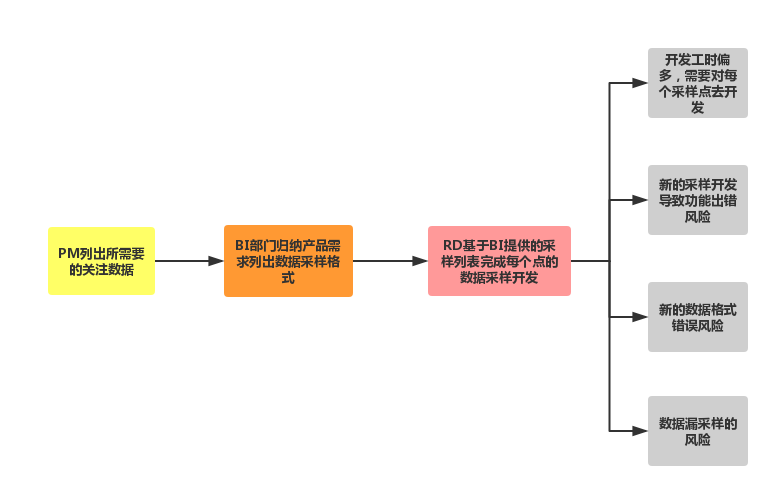 PM列出所需要
的关注数据
BI部门归纳产品需
求列出数据采样格
式
RD基于BI提供的采
样列表完成每个点的
数据采样开发
开发工时偏
多，需要对每
个采样点去开
发
新的采样开发
导致功能出错
风险
新的数据格式
错误风险
数据漏采样的
风险